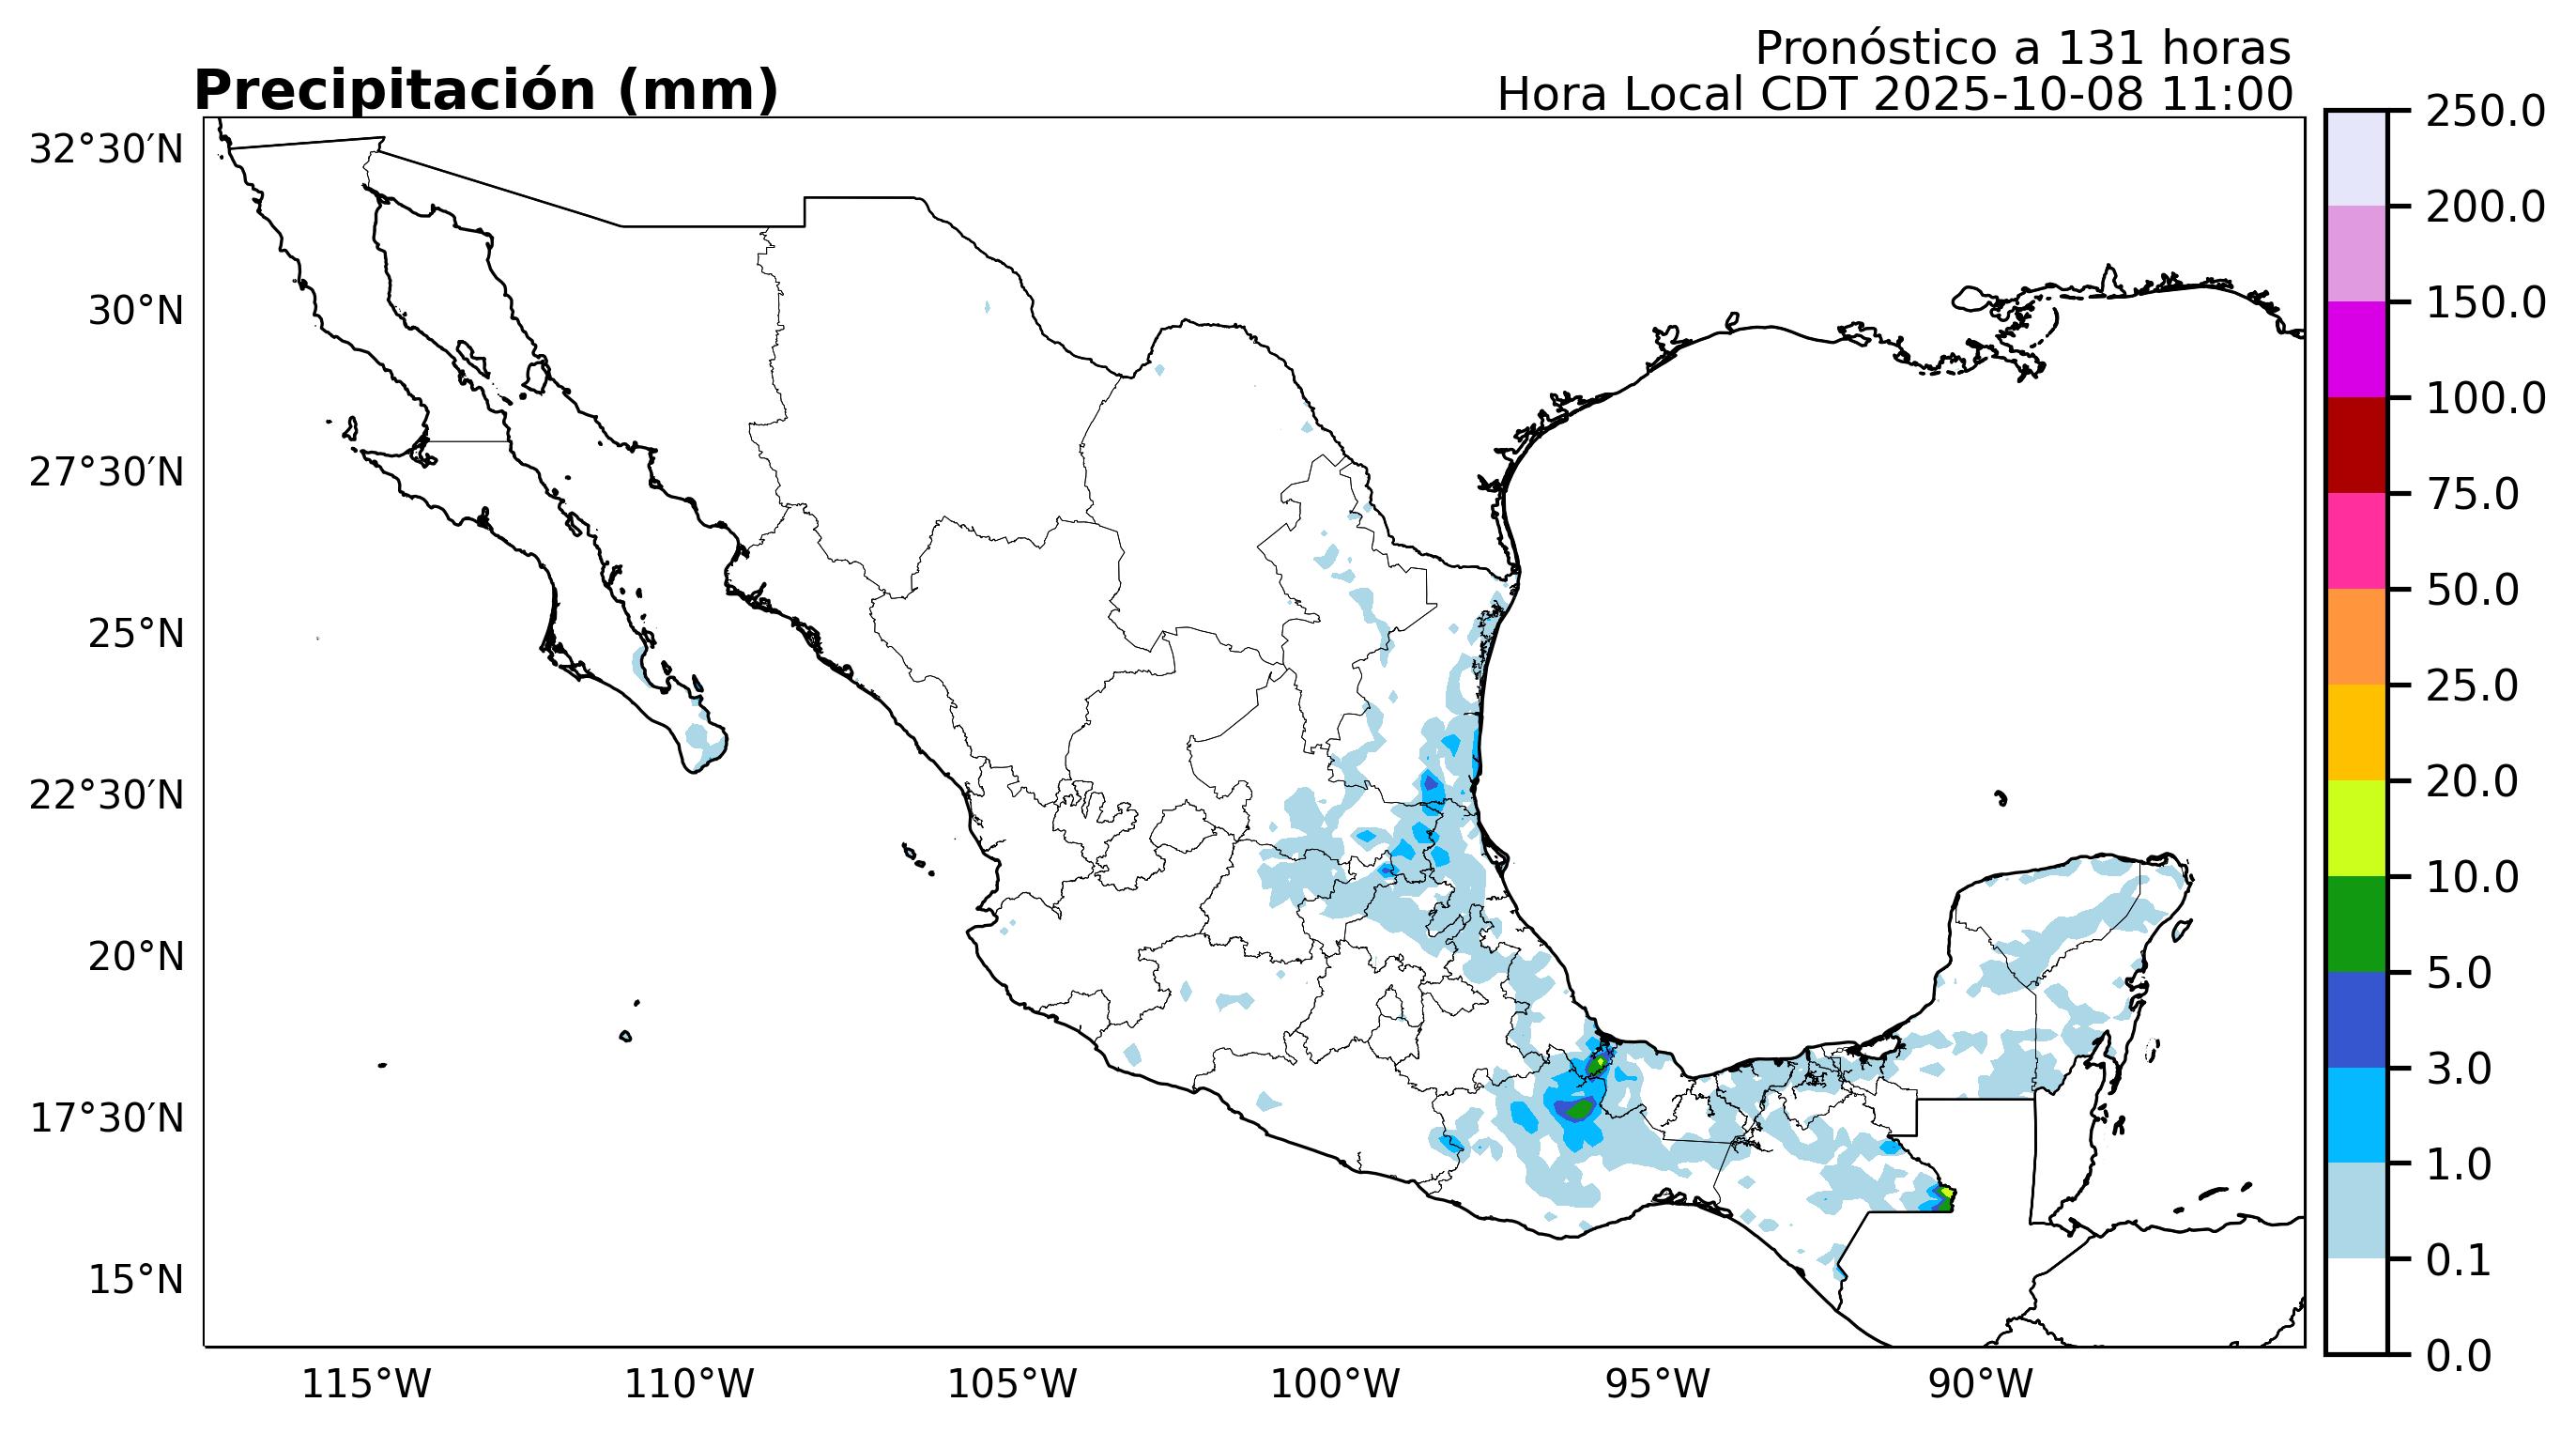 Pronóstico a 131 horas
Precipitación (mm)
Hora Local CDT 2025-10-08 11:00
32°30′N
30°N
27°30′N
25°N
22°30′N
20°N
17°30′N
15°N
115°W
110°W
105°W
100°W
95°W
90°W
250.0
200.0
150.0
100.0
75.0
50.0
25.0
20.0
10.0
5.0
3.0
1.0
0.1
0.0